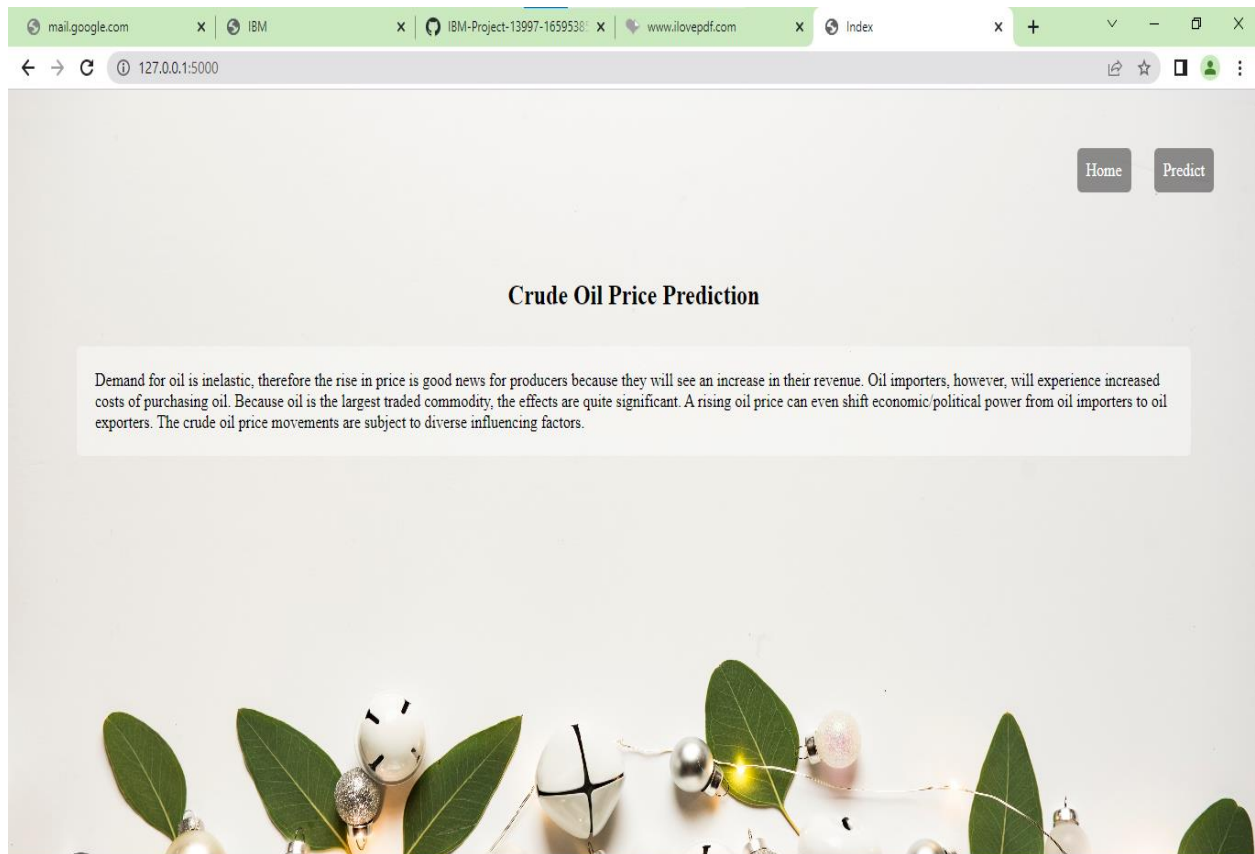 mail.google.com
IBM
IBM-Project-13997-1659538
www.ilovepdf.com
Index
127.0.0.1:5000
Home
Predict
Crude Oil Price Prediction
Demand for oil is inelastic, therefore the rise in price is good news for producers because they will see an increase in their revenue. Oil importers, however, will experience increased
costs of purchasing oil. Because oil is the largest traded commodity, the effects are quite significant. A rising oil price can even shift economic/political power from oil importers to oil
exporters. The crude oil price movements are subject to diverse influencing factors.